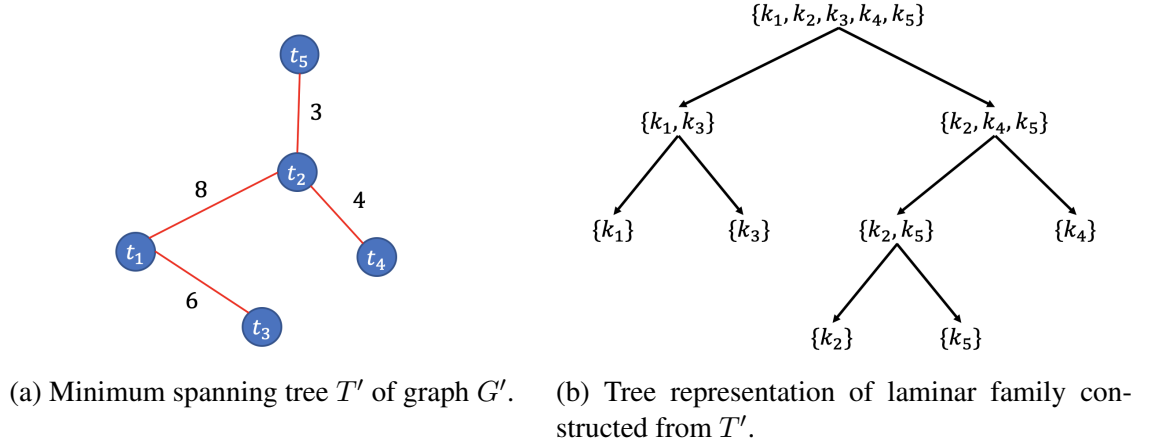 {k₁, k₂, k₃, k₄, k₅}
t₅
3
{k₁, k₃}
{k₂, k₄, k₅}
t₂
8
4
{k₁}
{k₃}
{k₂, k₅}
{k₄}
t₁
t₄
6
t₃
{k₂}
{k₅}
(a) Minimum spanning tree T′ of graph G′.
(b) Tree representation of laminar family con-
structed from T′.